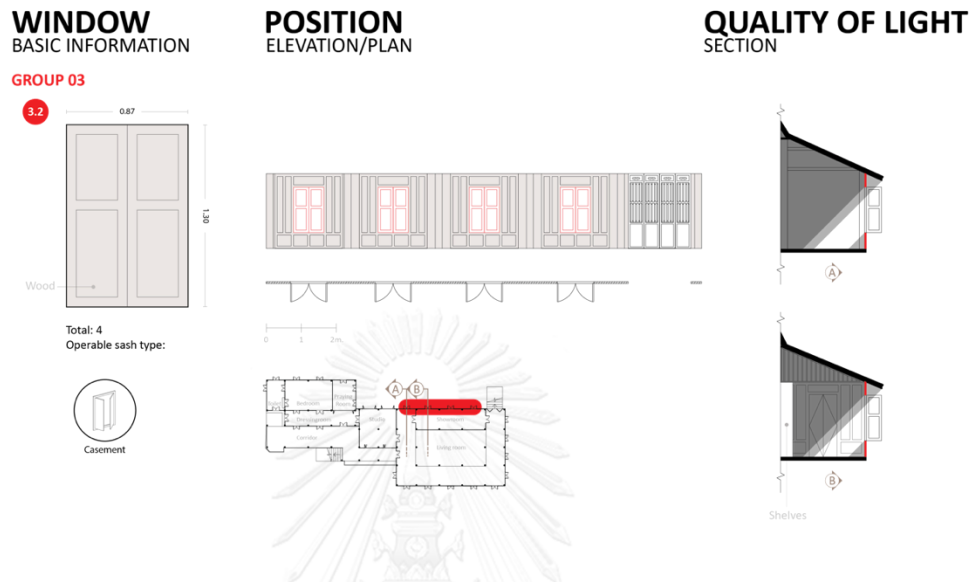 WINDOW
BASIC INFORMATION
GROUP 03
3.2
0.87
1.30
Wood
Total: 4
Operable sash type:
Casement
POSITION
ELEVATION/PLAN
0 1 2m.
A B
Bedroom
Corridor
Living room
QUALITY OF LIGHT
SECTION
A
B
Shelves